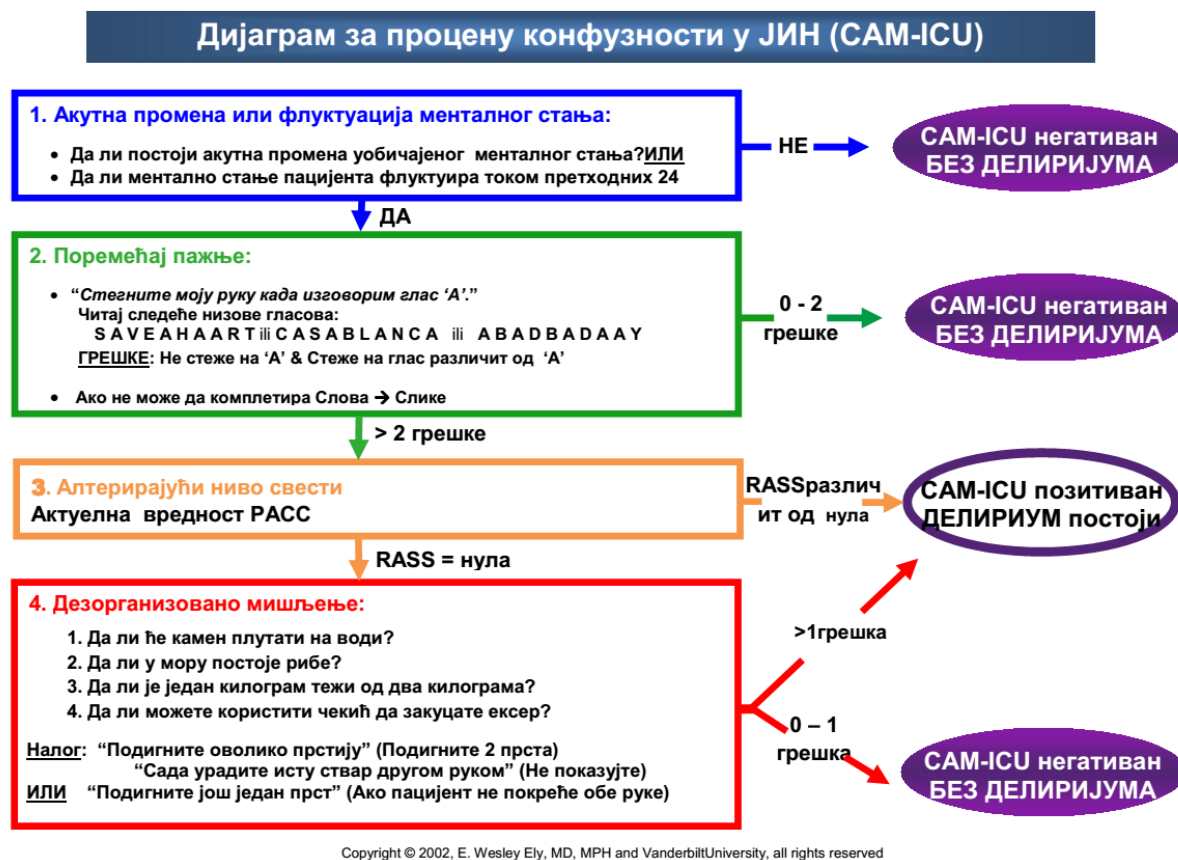 Дијаграм за процену конфузности у ЈИН (CAM-ICU)
1. Акутна промена или флуктуација менталног стања:
• Да ли постоји акутна промена уобичајеног менталног стања?ИЛИ
• Да ли ментално стање пацијента флуктуира током претходних 24
НЕ
CAM-ICU негативан
БЕЗ ДЕЛИРИЈУМА
ДА
2. Поремећај пажње:
• “Стегните моју руку када изговорим глас ‘А’.”
Читај следеће низове гласова:
S A V E A H A A R T ili C A S A B L A N C A ili A B A D B A D A A Y
ГРЕШКЕ: Не стеже на ‘А’ & Стеже на глас различит од ‘А’
• Ако не може да комплетира Слова → Слике
0 - 2
грешке
CAM-ICU негативан
БЕЗ ДЕЛИРИЈУМА
> 2 грешке
3. Алтерирајући ниво свести
Актуелна вредност РАСС
RASSразлич
ит од нула
CAM-ICU позитиван
ДЕЛИРИУМ постоји
RASS = нула
4. Дезорганизовано мишљење:
1. Да ли ће камен плутати на води?
2. Да ли у мору постоје рибе?
3. Да ли је један килограм тежи од два килограма?
4. Да ли можете користити чекић да закуцате ексер?
Налог: “Подигните оволико прстију” (Подигните 2 прста)
“Сада урадите исту ствар другом руком” (Не показујте)
ИЛИ “Подигните још један прст” (Ако пацијент не покреће обе руке)
>1грешка
0 – 1
грешка
CAM-ICU негативан
БЕЗ ДЕЛИРИЈУМА
Copyright © 2002, E. Wesley Ely, MD, MPH and VanderbiltUniversity, all rights reserved